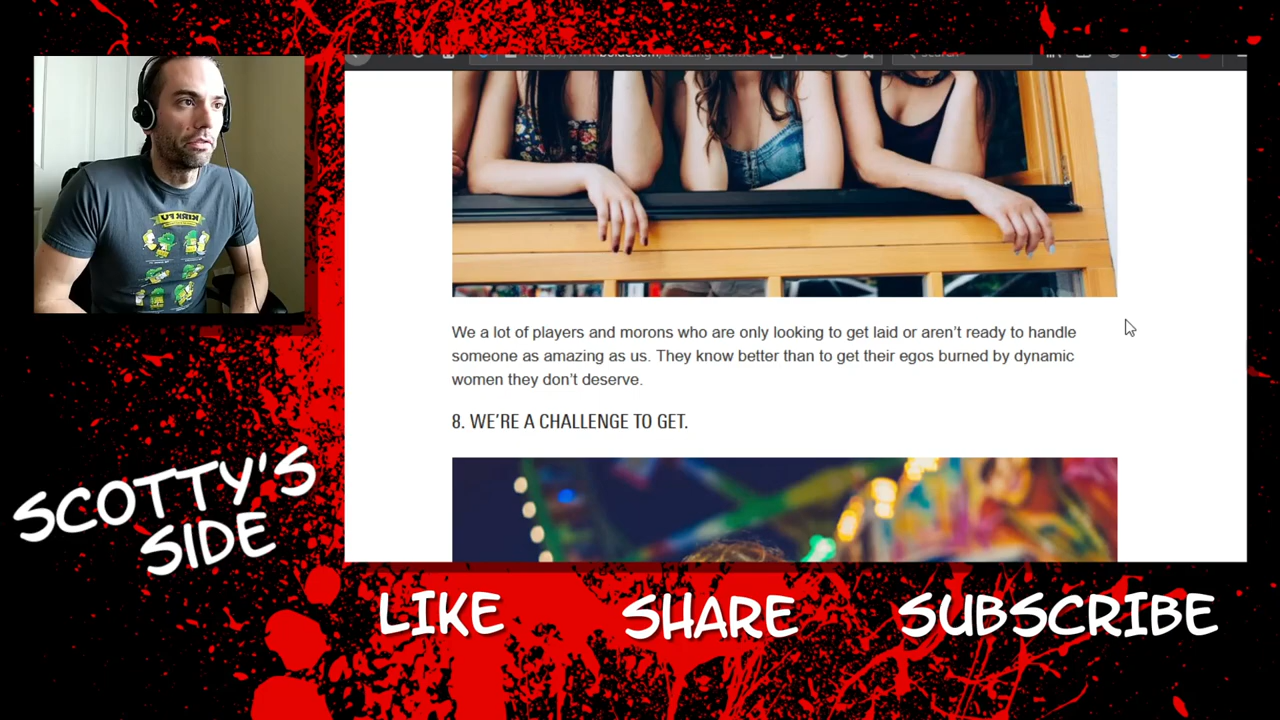 We a lot of players and morons who are only looking to get laid or aren't ready to handle
someone as amazing as us. They know better than to get their egos burned by dynamic
women they don't deserve.
8. WE'RE A CHALLENGE TO GET.
SCOTTY'S
SIDE
LIKE SHARE SUBSCRIBE